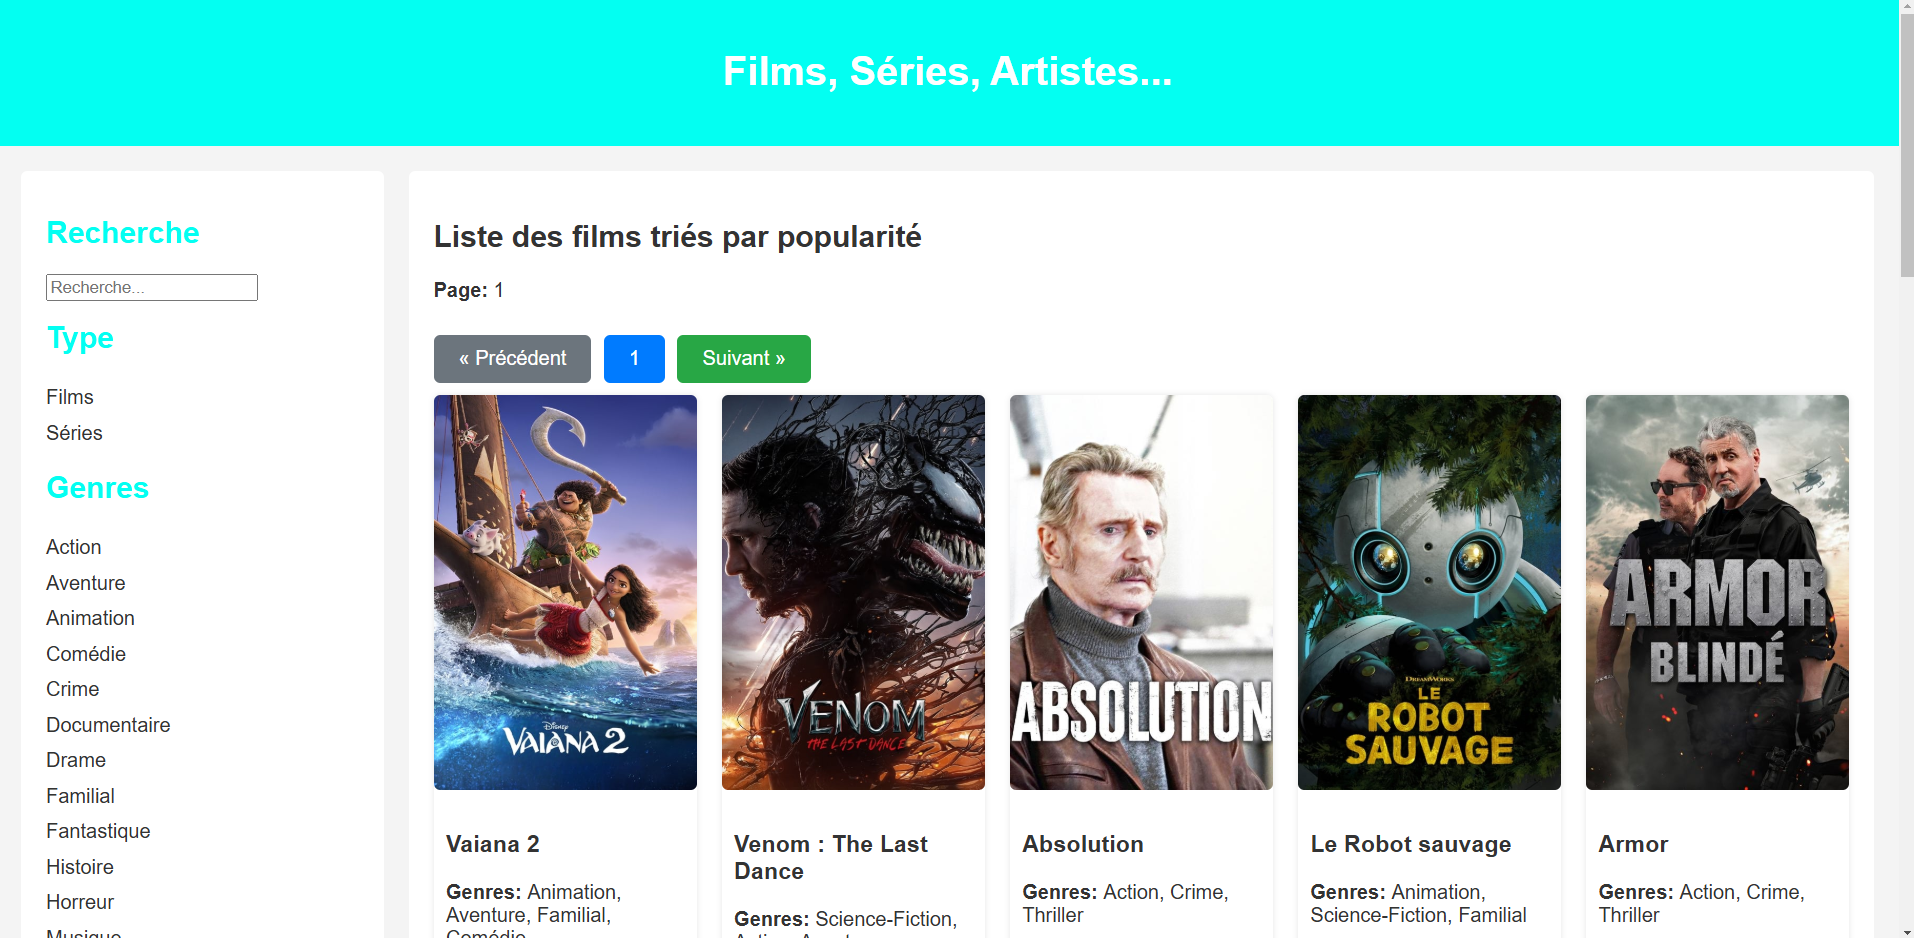 Films, Séries, Artistes...
Recherche
Recherche...
Type
Films
Séries
Genres
Action
Aventure
Animation
Comédie
Crime
Documentaire
Drame
Familial
Fantastique
Histoire
Horreur
Musique
Liste des films triés par popularité
Page: 1
« Précédent
1
Suivant »
Disney
VAIANA 2
VENOM
THE LAST DANCE
ABSOLUTION
DREAMWORKS
LE
ROBOT
SAUVAGE
ARMOR
BLINDÉ
Vaiana 2
Genres: Animation,
Aventure, Familial,
Comédie
Venom : The Last
Dance
Genres: Science-Fiction,
Absolution
Genres: Action, Crime,
Thriller
Le Robot sauvage
Genres: Animation,
Science-Fiction, Familial
Armor
Genres: Action, Crime,
Thriller